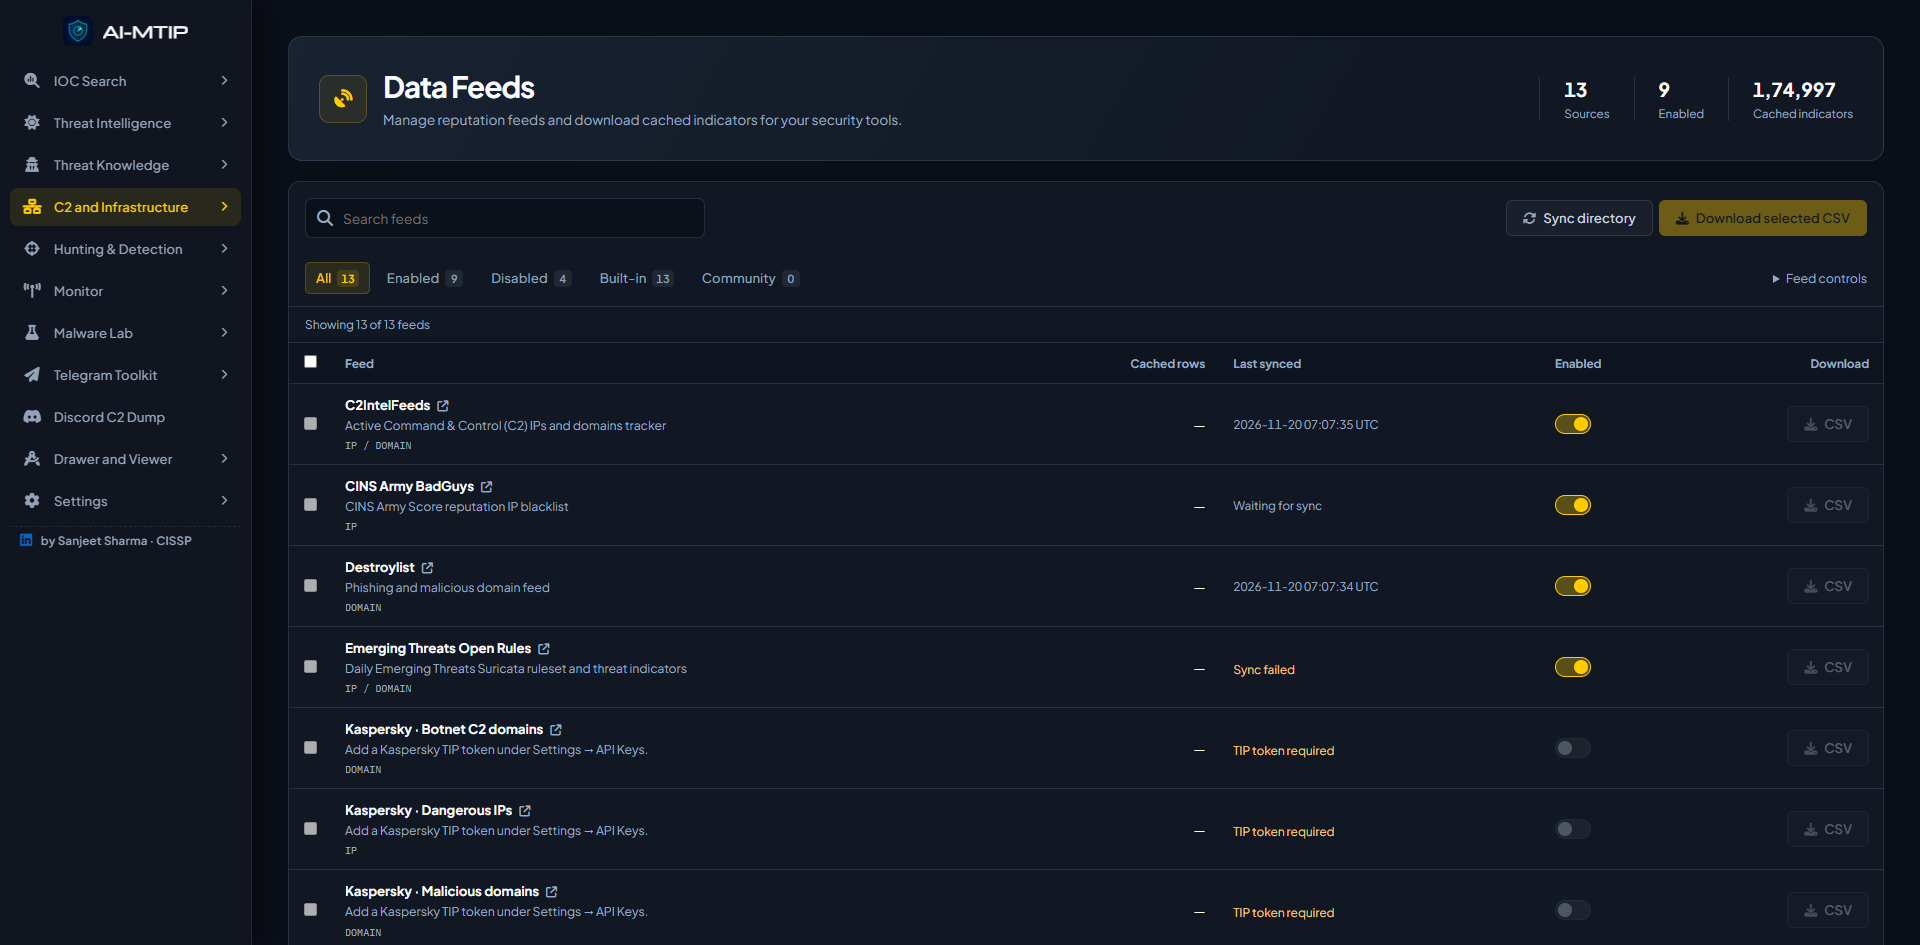 AI-MTIP
IOC Search
Threat Intelligence
Threat Knowledge
C2 and Infrastructure
Hunting & Detection
Monitor
Malware Lab
Telegram Toolkit
Discord C2 Dump
Drawer and Viewer
Settings
by Sanjeet Sharma · CISSP
Data Feeds
Manage reputation feeds and download cached indicators for your security tools.
13
Sources
9
Enabled
1,74,997
Cached indicators
Search feeds
Sync directory
Download selected CSV
All 13
Enabled 9
Disabled 4
Built-in 13
Community 0
Feed controls
Showing 13 of 13 feeds
Feed Cached rows Last synced Enabled Download
C2IntelFeeds
Active Command & Control (C2) IPs and domains tracker
IP / DOMAIN
— 2026-11-20 07:07:35 UTC CSV
CINS Army BadGuys
CINS Army Score reputation IP blacklist
IP
— Waiting for sync CSV
Destroylist
Phishing and malicious domain feed
DOMAIN
— 2026-11-20 07:07:34 UTC CSV
Emerging Threats Open Rules
Daily Emerging Threats Suricata ruleset and threat indicators
IP / DOMAIN
— Sync failed CSV
Kaspersky · Botnet C2 domains
Add a Kaspersky TIP token under Settings → API Keys.
DOMAIN
— TIP token required CSV
Kaspersky · Dangerous IPs
Add a Kaspersky TIP token under Settings → API Keys.
IP
— TIP token required CSV
Kaspersky · Malicious domains
Add a Kaspersky TIP token under Settings → API Keys.
DOMAIN
— TIP token required CSV